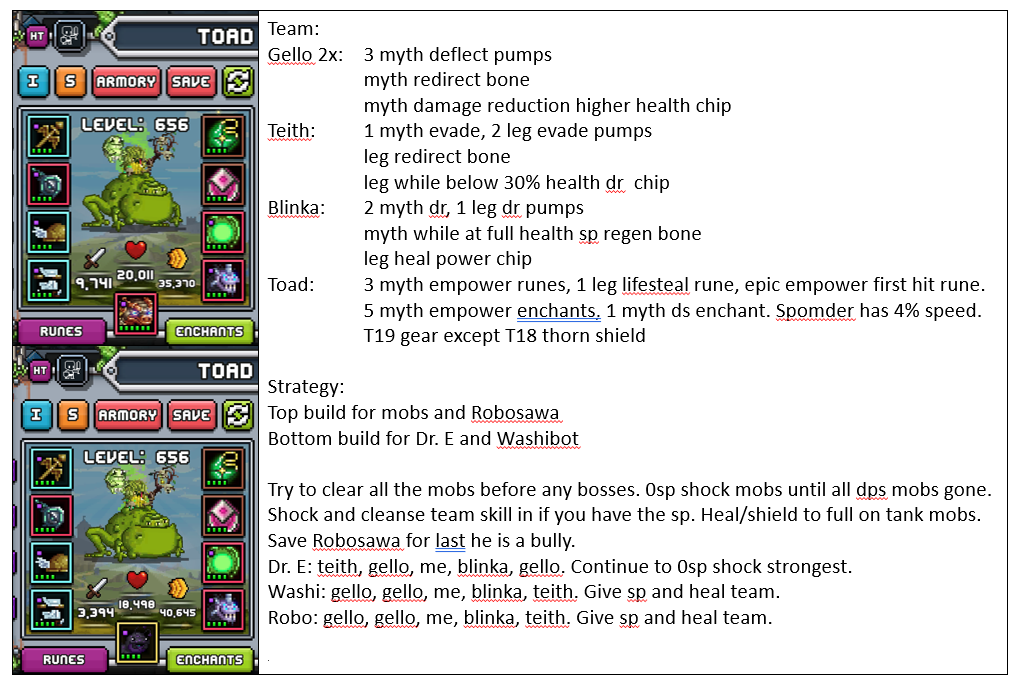 HT
TOAD
I
S
ARMORY
SAVE
LEVEL: 656
9,741
20,011
35,370
RUNES
ENCHANTS
HT
TOAD
I
S
ARMORY
SAVE
LEVEL: 656
3,394
18,498
40,645
RUNES
ENCHANTS
Team:
Gello 2x: 3 myth deflect pumps
myth redirect bone
myth damage reduction higher health chip
Teith: 1 myth evade, 2 leg evade pumps
leg redirect bone
leg while below 30% health dr chip
Blinka: 2 myth dr, 1 leg dr pumps
myth while at full health sp regen bone
leg heal power chip
Toad: 3 myth empower runes, 1 leg lifesteal rune, epic empower first hit rune.
5 myth empower enchants, 1 myth ds enchant. Spomder has 4% speed.
T19 gear except T18 thorn shield
Strategy:
Top build for mobs and Robosawa
Bottom build for Dr. E and Washibot
Try to clear all the mobs before any bosses. 0sp shock mobs until all dps mobs gone.
Shock and cleanse team skill in if you have the sp. Heal/shield to full on tank mobs.
Save Robosawa for last he is a bully.
Dr. E: teith, gello, me, blinka, gello. Continue to 0sp shock strongest.
Washi: gello, gello, me, blinka, teith. Give sp and heal team.
Robo: gello, gello, me, blinka, teith. Give sp and heal team.
.